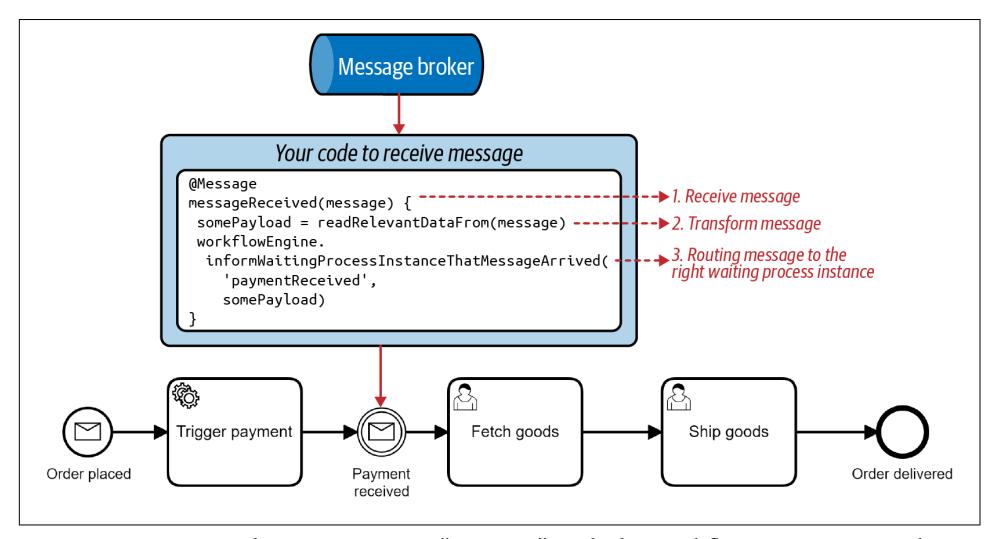 Message broker
Your code to receive message
@Message
messageReceived(message) {
somePayload = readRelevantDataFrom(message)
workflowEngine.
informWaitingProcessInstanceThatMessageArrived(
'paymentReceived',
somePayload)
}
1. Receive message
2. Transform message
3. Routing message to the
right waiting process instance
Order placed
Trigger payment
Payment
received
Fetch goods
Ship goods
Order delivered